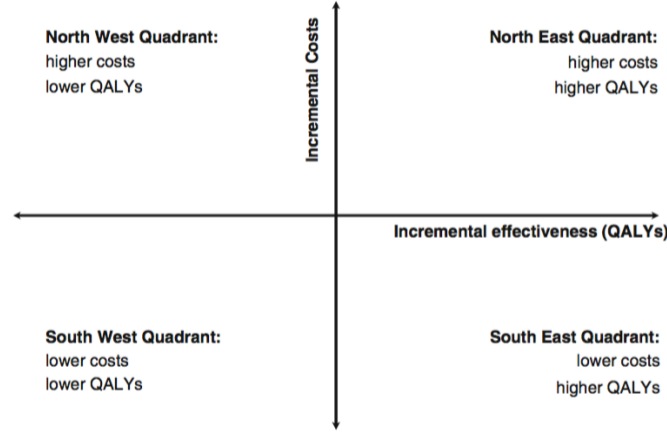 North West Quadrant:
higher costs
lower QALYs
Incremental Costs
North East Quadrant:
higher costs
higher QALYs
Incremental effectiveness (QALYs)
South West Quadrant:
lower costs
lower QALYs
South East Quadrant:
lower costs
higher QALYs